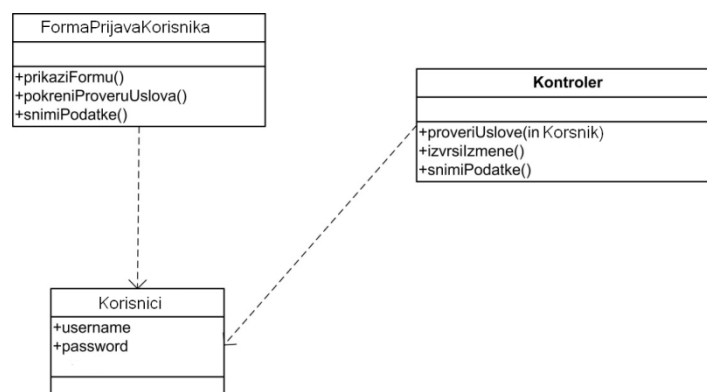 FormaPrijavaKorisnika
+prikaziFormu()
+pokreniProveruUslova()
+snimiPodatke()
Kontroler
+proveriUslove(in Korsnik)
+izvrsiIzmene()
+snimiPodatke()
Korisnici
+username
+password